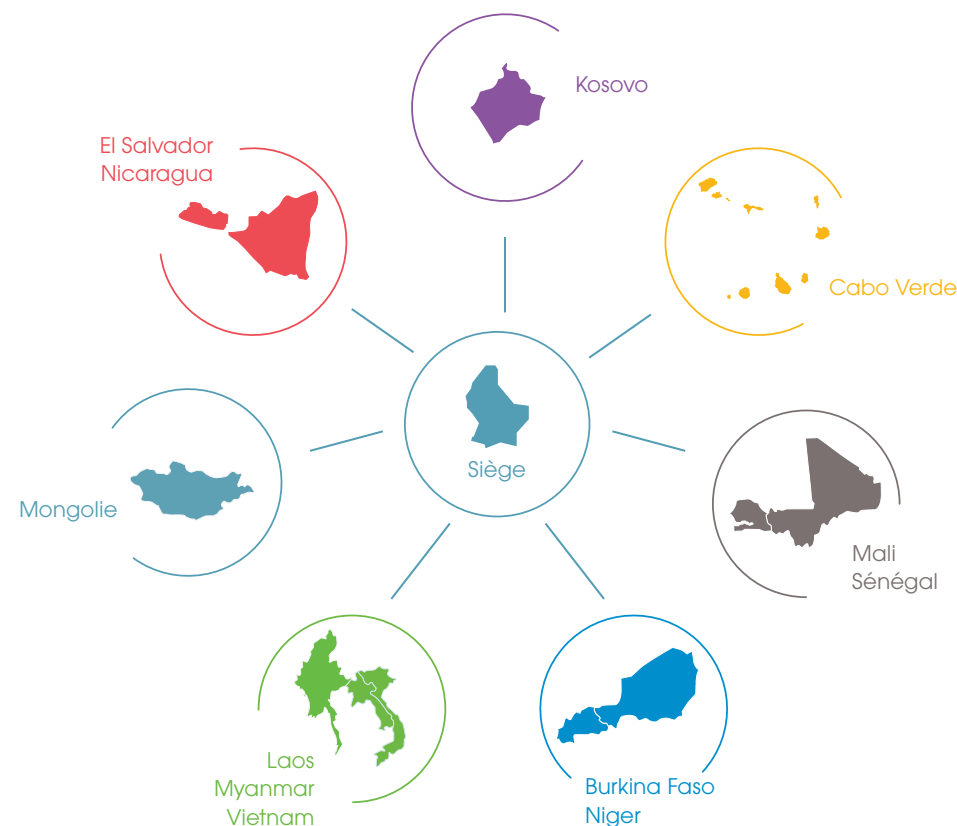 Kosovo
El Salvador
Nicaragua
Cabo Verde
Siège
Mongolie
Mali
Sénégal
Laos
Myanmar
Vietnam
Burkina Faso
Niger